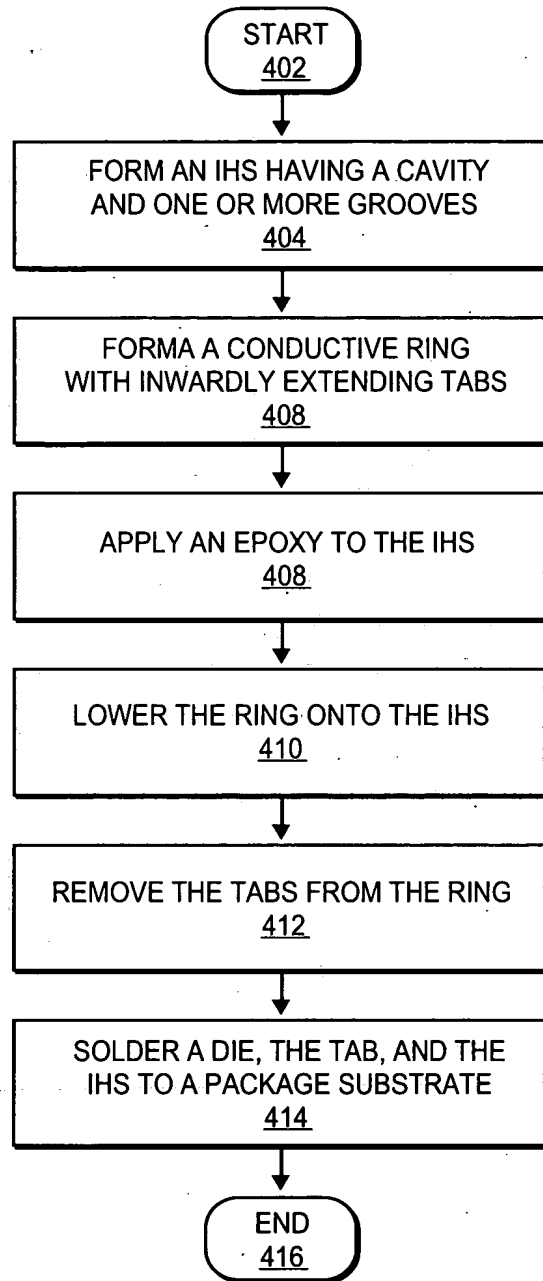 START
402
FORM AN IHS HAVING A CAVITY
AND ONE OR MORE GROOVES
404
FORMA A CONDUCTIVE RING
WITH INWARDLY EXTENDING TABS
408
APPLY AN EPOXY TO THE IHS
408
LOWER THE RING ONTO THE IHS
410
REMOVE THE TABS FROM THE RING
412
SOLDER A DIE, THE TAB, AND THE
IHS TO A PACKAGE SUBSTRATE
414
END
416